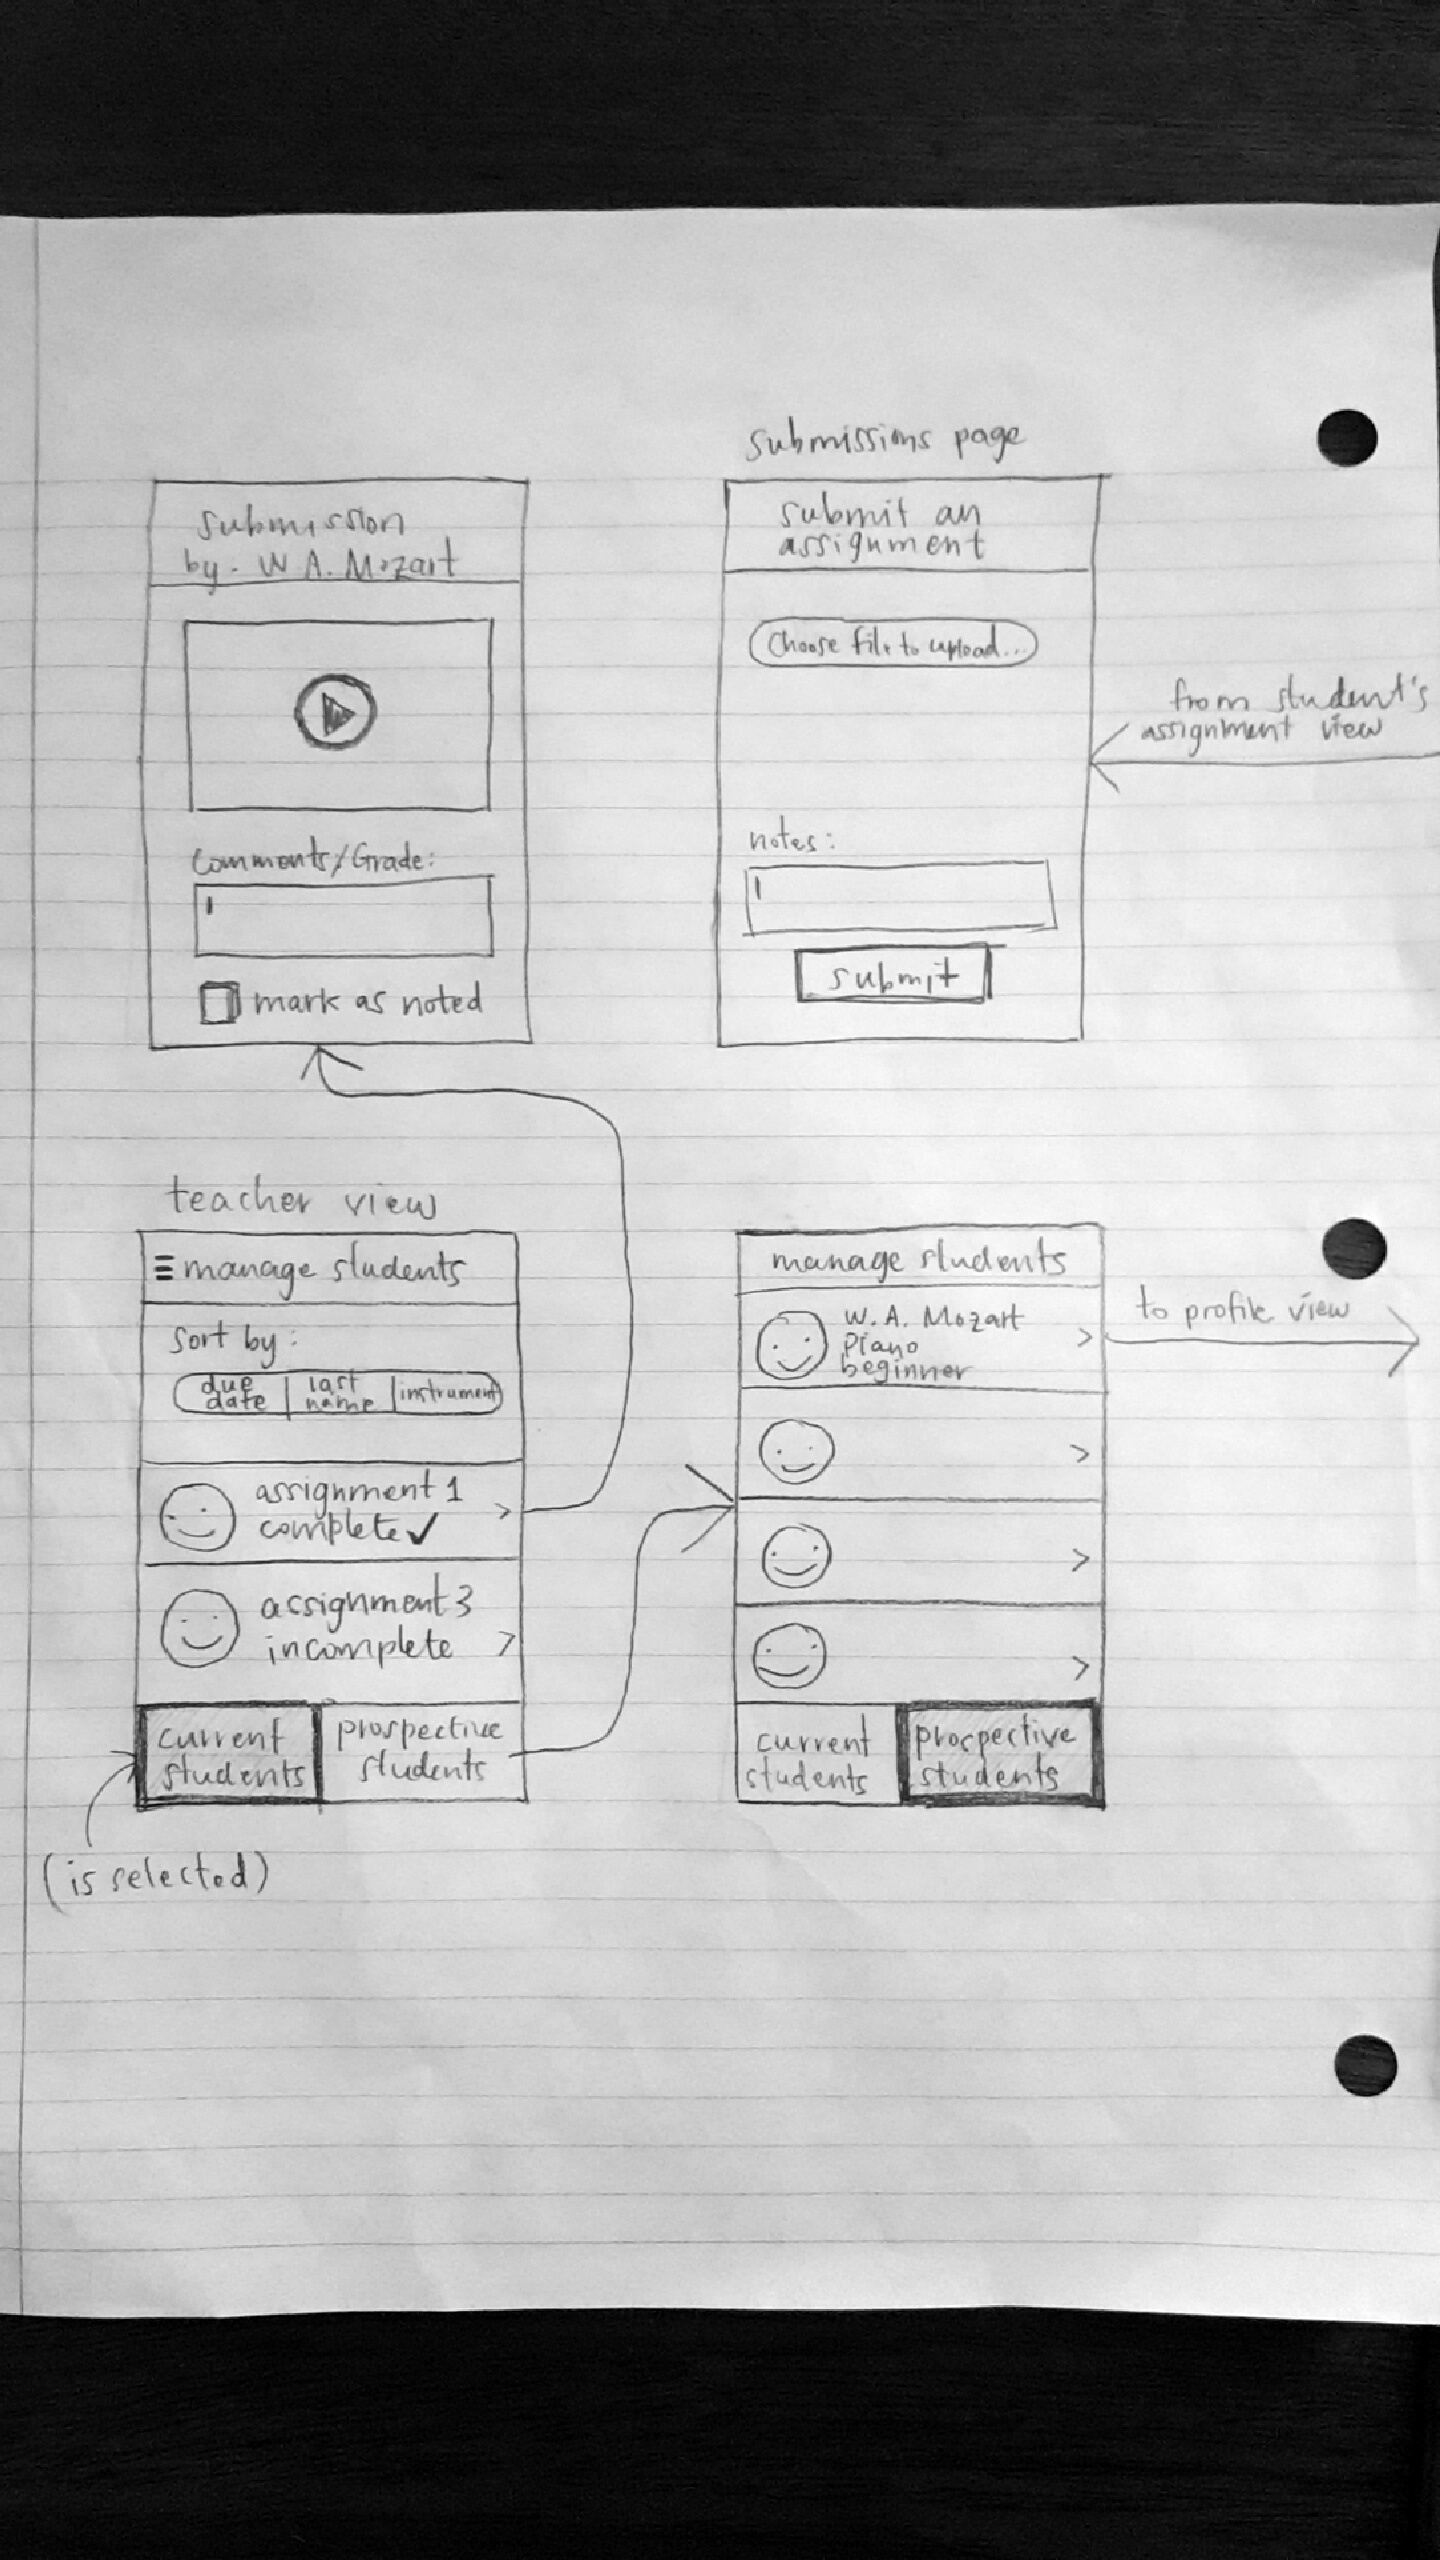 submission
by. W A. Mozart
comments/Grade:
mark as noted
submissions page
submit an
assignment
Choose file to upload...
notes:
submit
from student's
assignment view
teacher view
manage students
sort by:
due
date
last
name
instrument
assignment 1
complete ✓
assignment 3
incomplete
current
students
prospective
students
(is selected)
manage students
W. A. Mozart
Piano
beginner
current
students
prospective
students
to profile view